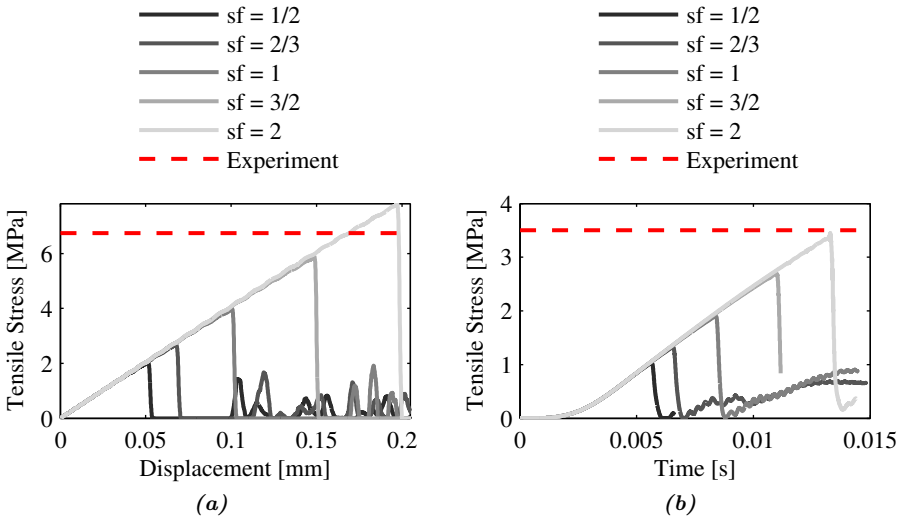 sf = 1/2
sf = 2/3
sf = 1
sf = 3/2
sf = 2
Experiment
Tensile Stress [MPa]
6
4
2
0
0 0.05 0.1 0.15 0.2
Displacement [mm]
(a)
sf = 1/2
sf = 2/3
sf = 1
sf = 3/2
sf = 2
Experiment
Tensile Stress [MPa]
4
3
2
1
0
0 0.005 0.01 0.015
Time [s]
(b)